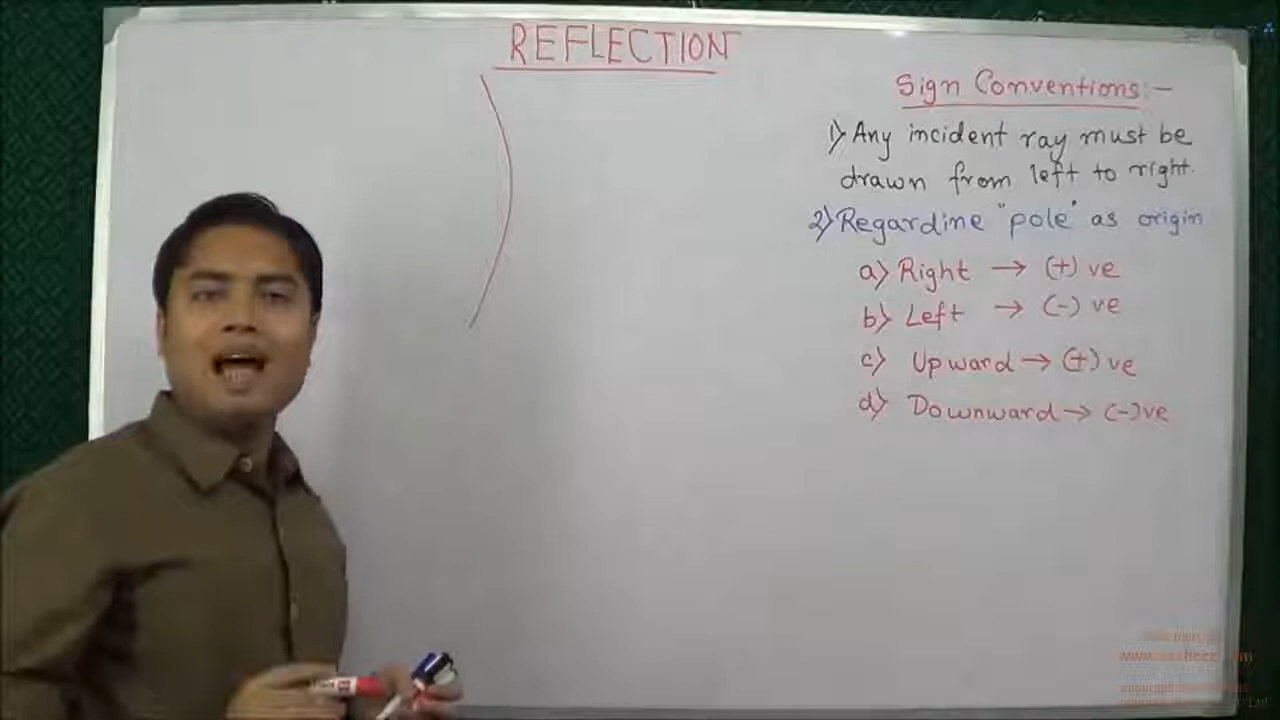 REFLECTION
Sign Conventions:-
1) Any incident ray must be
drawn from left to right.
2) Regardine "pole" as origin
a) Right → (+) ve
b) Left → (-) ve
c) Upward → (+) ve
d) Downward → (-) ve